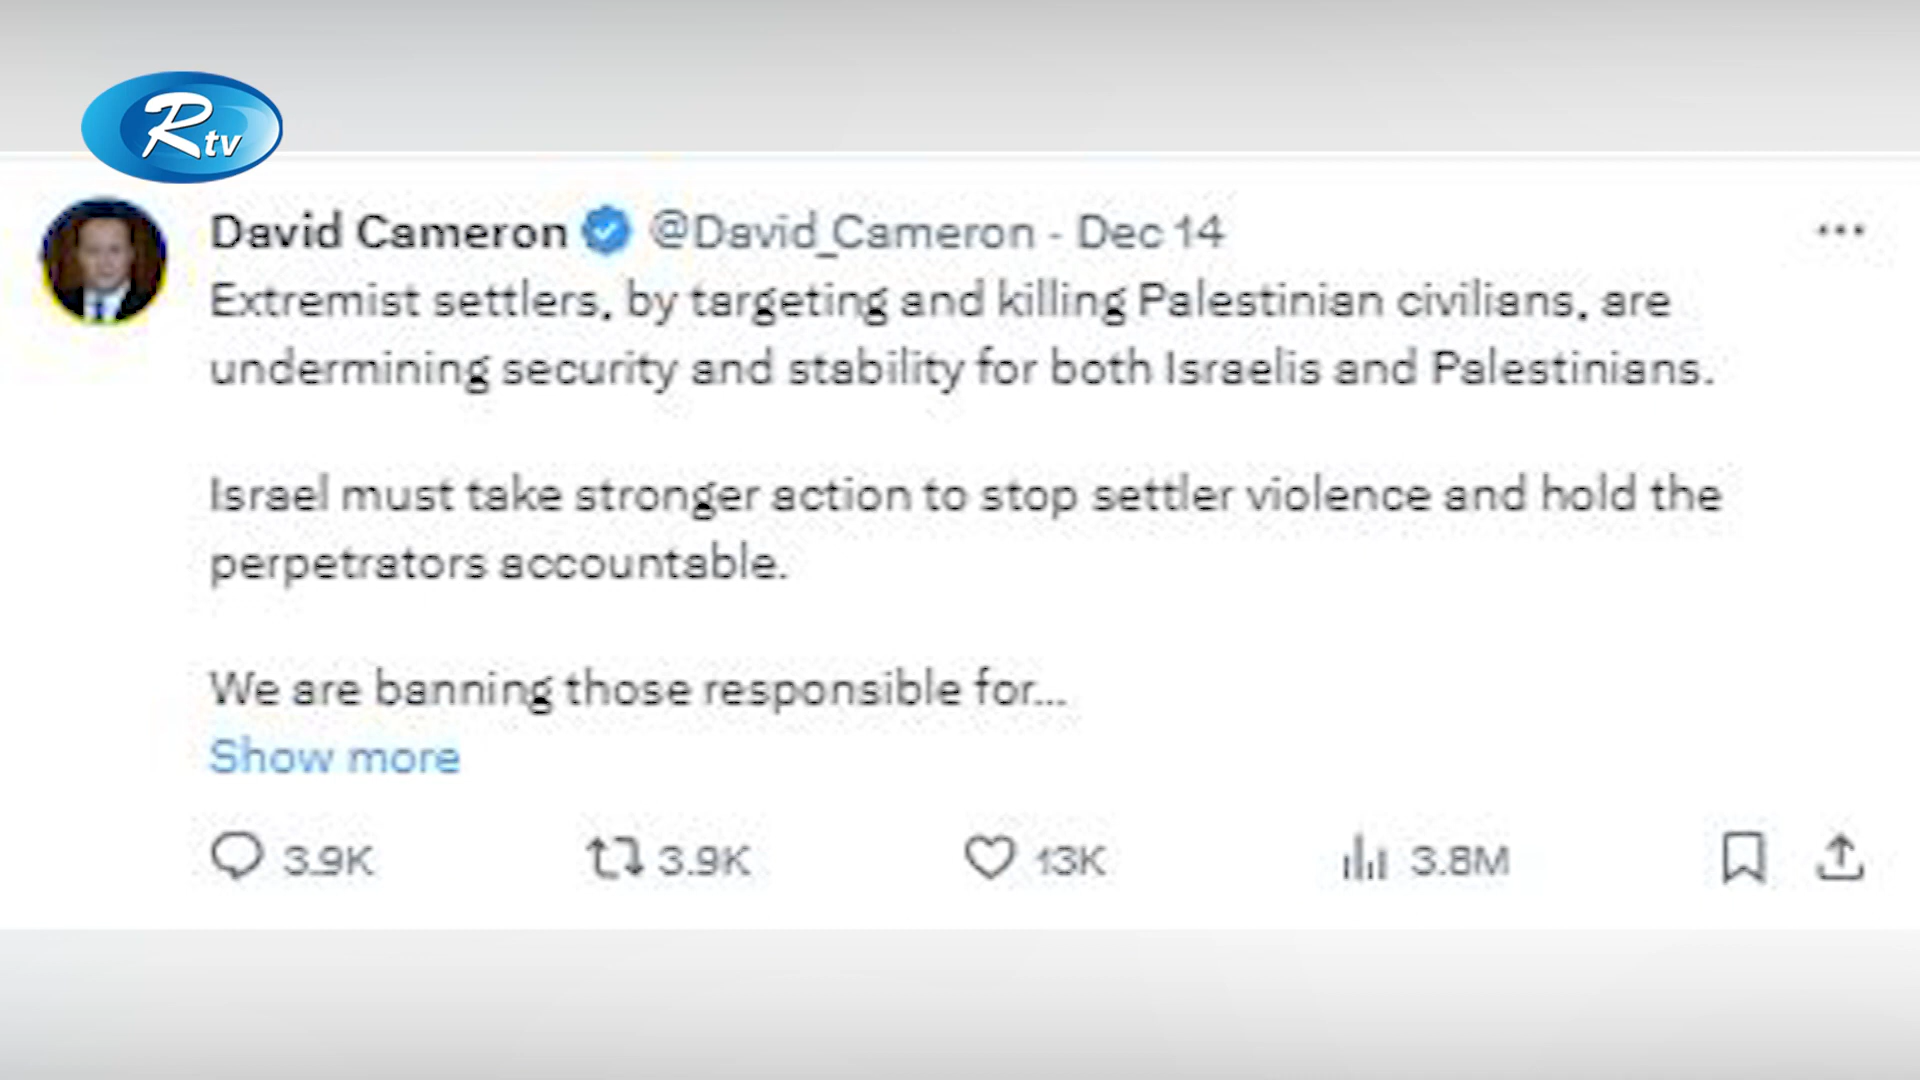 Rtv
David Cameron @David_Cameron - Dec 14
Extremist settlers, by targeting and killing Palestinian civilians, are
undermining security and stability for both Israelis and Palestinians.
Israel must take stronger action to stop settler violence and hold the
perpetrators accountable.
We are banning those responsible for...
Show more
3.9K 3.9K 13K 3.8M